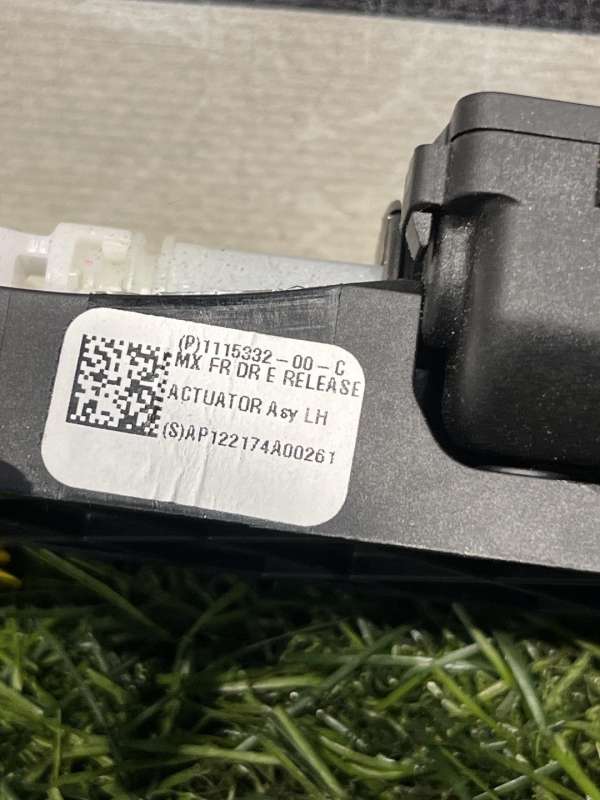 (P)1115332-00-C
MX FR DR E RELEASE
ACTUATOR Asy LH
(S)AP122174A00261